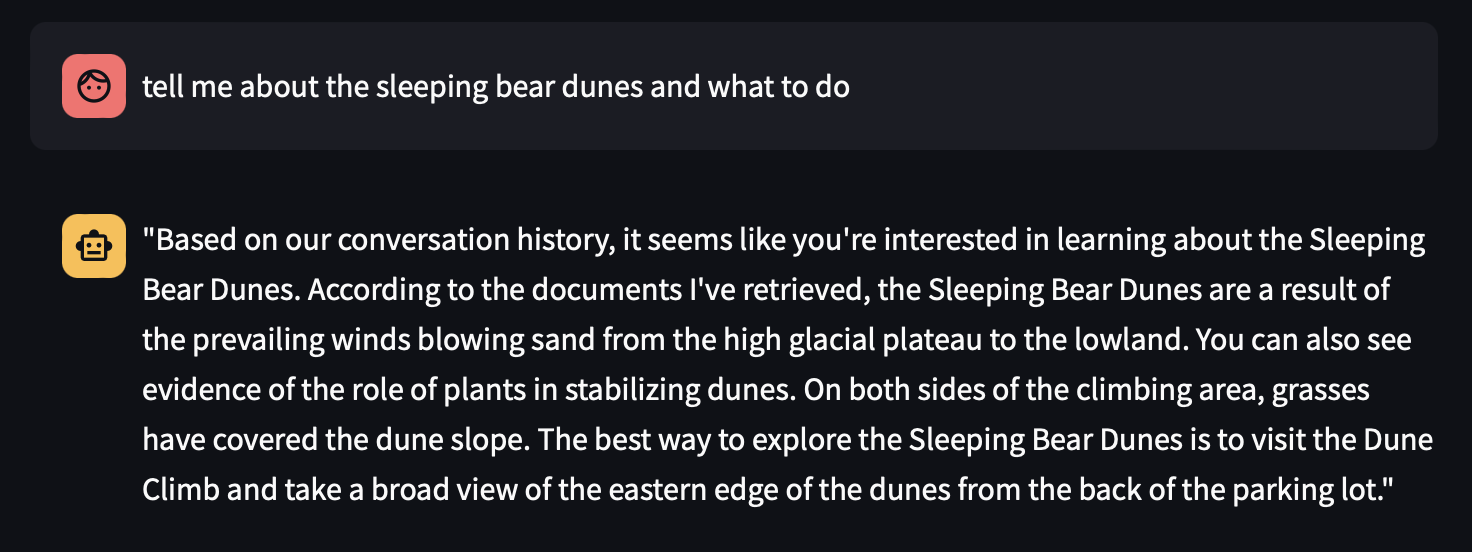 tell me about the sleeping bear dunes and what to do
"Based on our conversation history, it seems like you're interested in learning about the Sleeping
Bear Dunes. According to the documents I've retrieved, the Sleeping Bear Dunes are a result of
the prevailing winds blowing sand from the high glacial plateau to the lowland. You can also see
evidence of the role of plants in stabilizing dunes. On both sides of the climbing area, grasses
have covered the dune slope. The best way to explore the Sleeping Bear Dunes is to visit the Dune
Climb and take a broad view of the eastern edge of the dunes from the back of the parking lot."